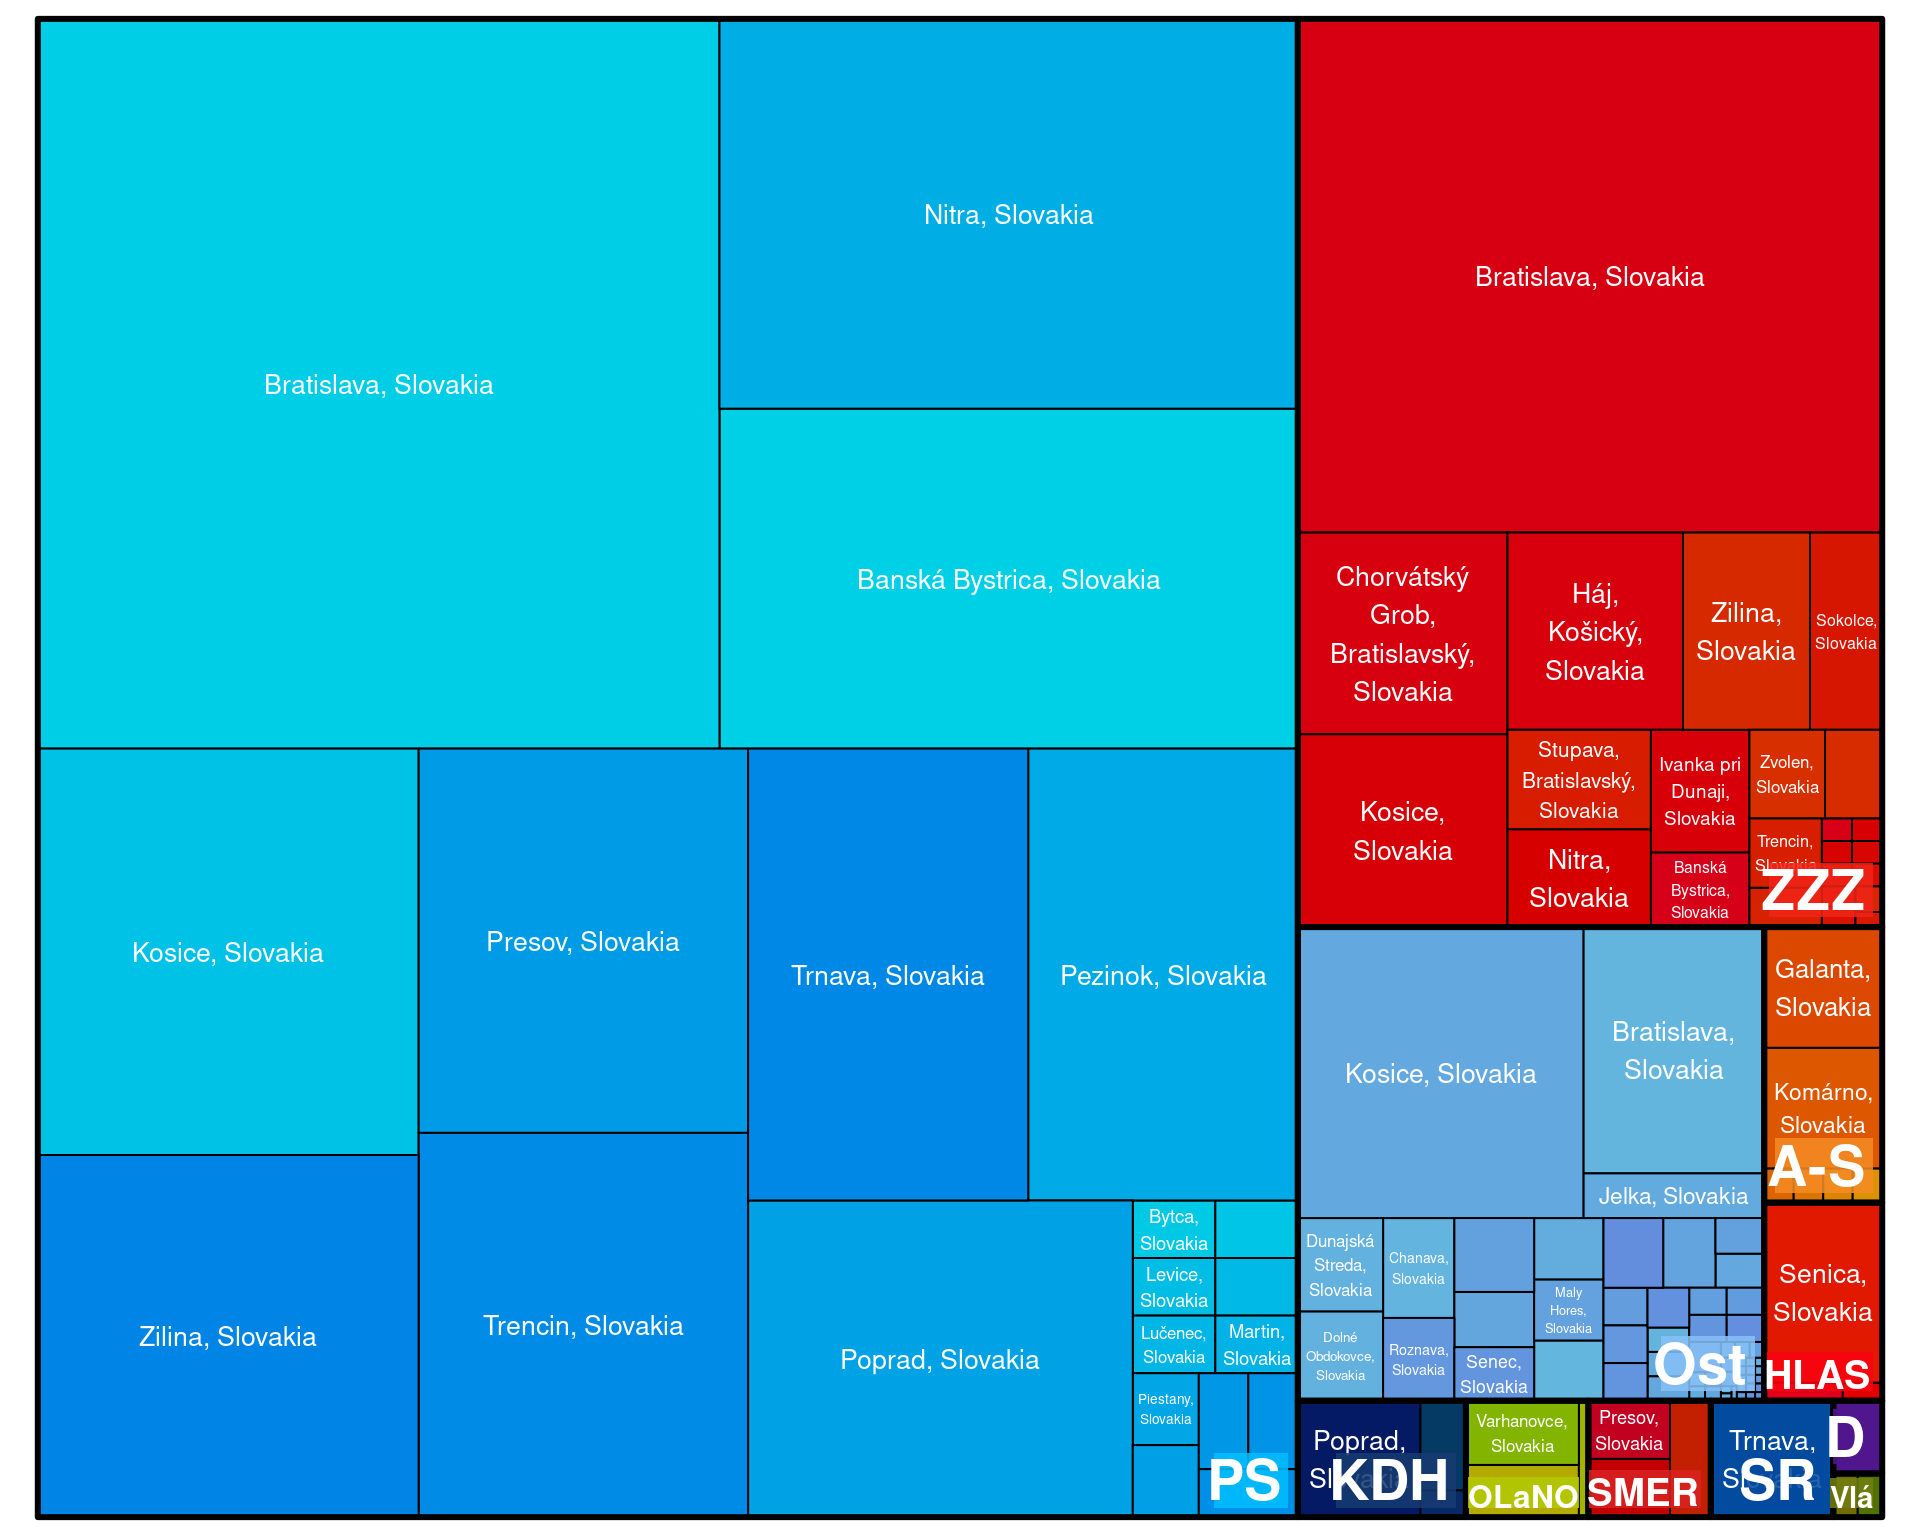 Bratislava, Slovakia
Nitra, Slovakia
Banská Bystrica, Slovakia
Kosice, Slovakia
Presov, Slovakia
Trnava, Slovakia
Pezinok, Slovakia
Zilina, Slovakia
Trencin, Slovakia
Poprad, Slovakia
Bytca,
Slovakia
Levice,
Slovakia
Lučenec,
Slovakia
Martin,
Slovakia
Piestany,
Slovakia
PS
Bratislava, Slovakia
Chorvátský
Grob,
Bratislavský,
Slovakia
Háj,
Košický,
Slovakia
Zilina,
Slovakia
Sokolce,
Slovakia
Kosice,
Slovakia
Stupava,
Bratislavský,
Slovakia
Nitra,
Slovakia
Ivanka pri
Dunaji,
Slovakia
Banská
Bystrica,
Slovakia
Zvolen,
Slovakia
Trencin,
Slovakia
ZZZ
Kosice, Slovakia
Bratislava,
Slovakia
Jelka, Slovakia
Dunajská
Streda,
Slovakia
Chanava,
Slovakia
Dolné
Obdokovce,
Slovakia
Roznava,
Slovakia
Senec,
Slovakia
Maly
Hores,
Slovakia
Ost
Galanta,
Slovakia
Komárno,
Slovakia
A-S
Senica,
Slovakia
HLAS
Poprad,
Slovakia
KDH
Varhanovce,
Slovakia
OLaNO
Presov,
Slovakia
SMER
Trnava,
Slovakia
SR
D
Vlá